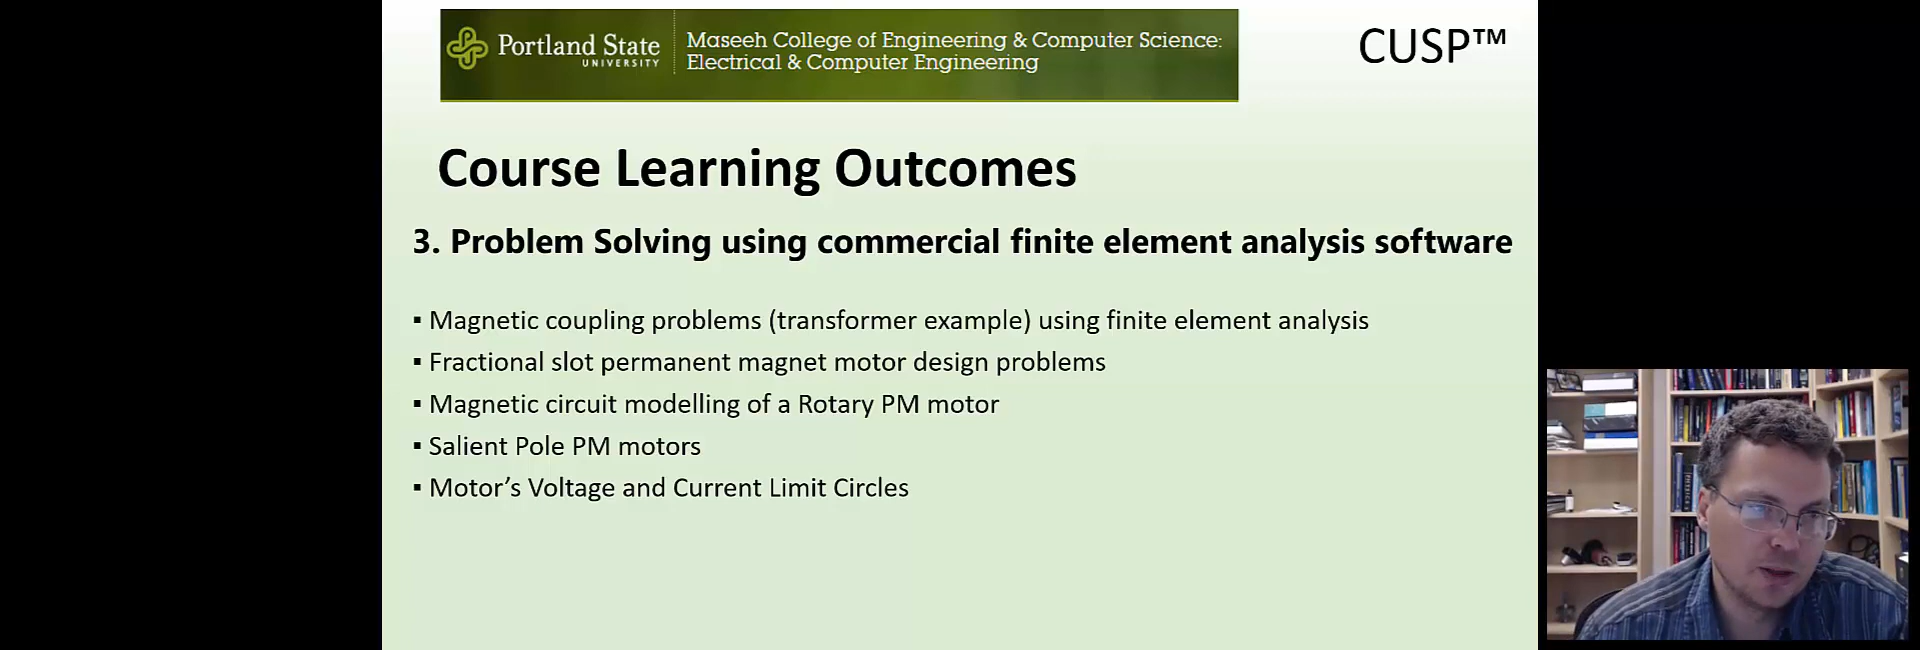 Portland State
UNIVERSITY
Maseeh College of Engineering & Computer Science:
Electrical & Computer Engineering
CUSP™
Course Learning Outcomes
3. Problem Solving using commercial finite element analysis software
▪ Magnetic coupling problems (transformer example) using finite element analysis
▪ Fractional slot permanent magnet motor design problems
▪ Magnetic circuit modelling of a Rotary PM motor
▪ Salient Pole PM motors
▪ Motor’s Voltage and Current Limit Circles